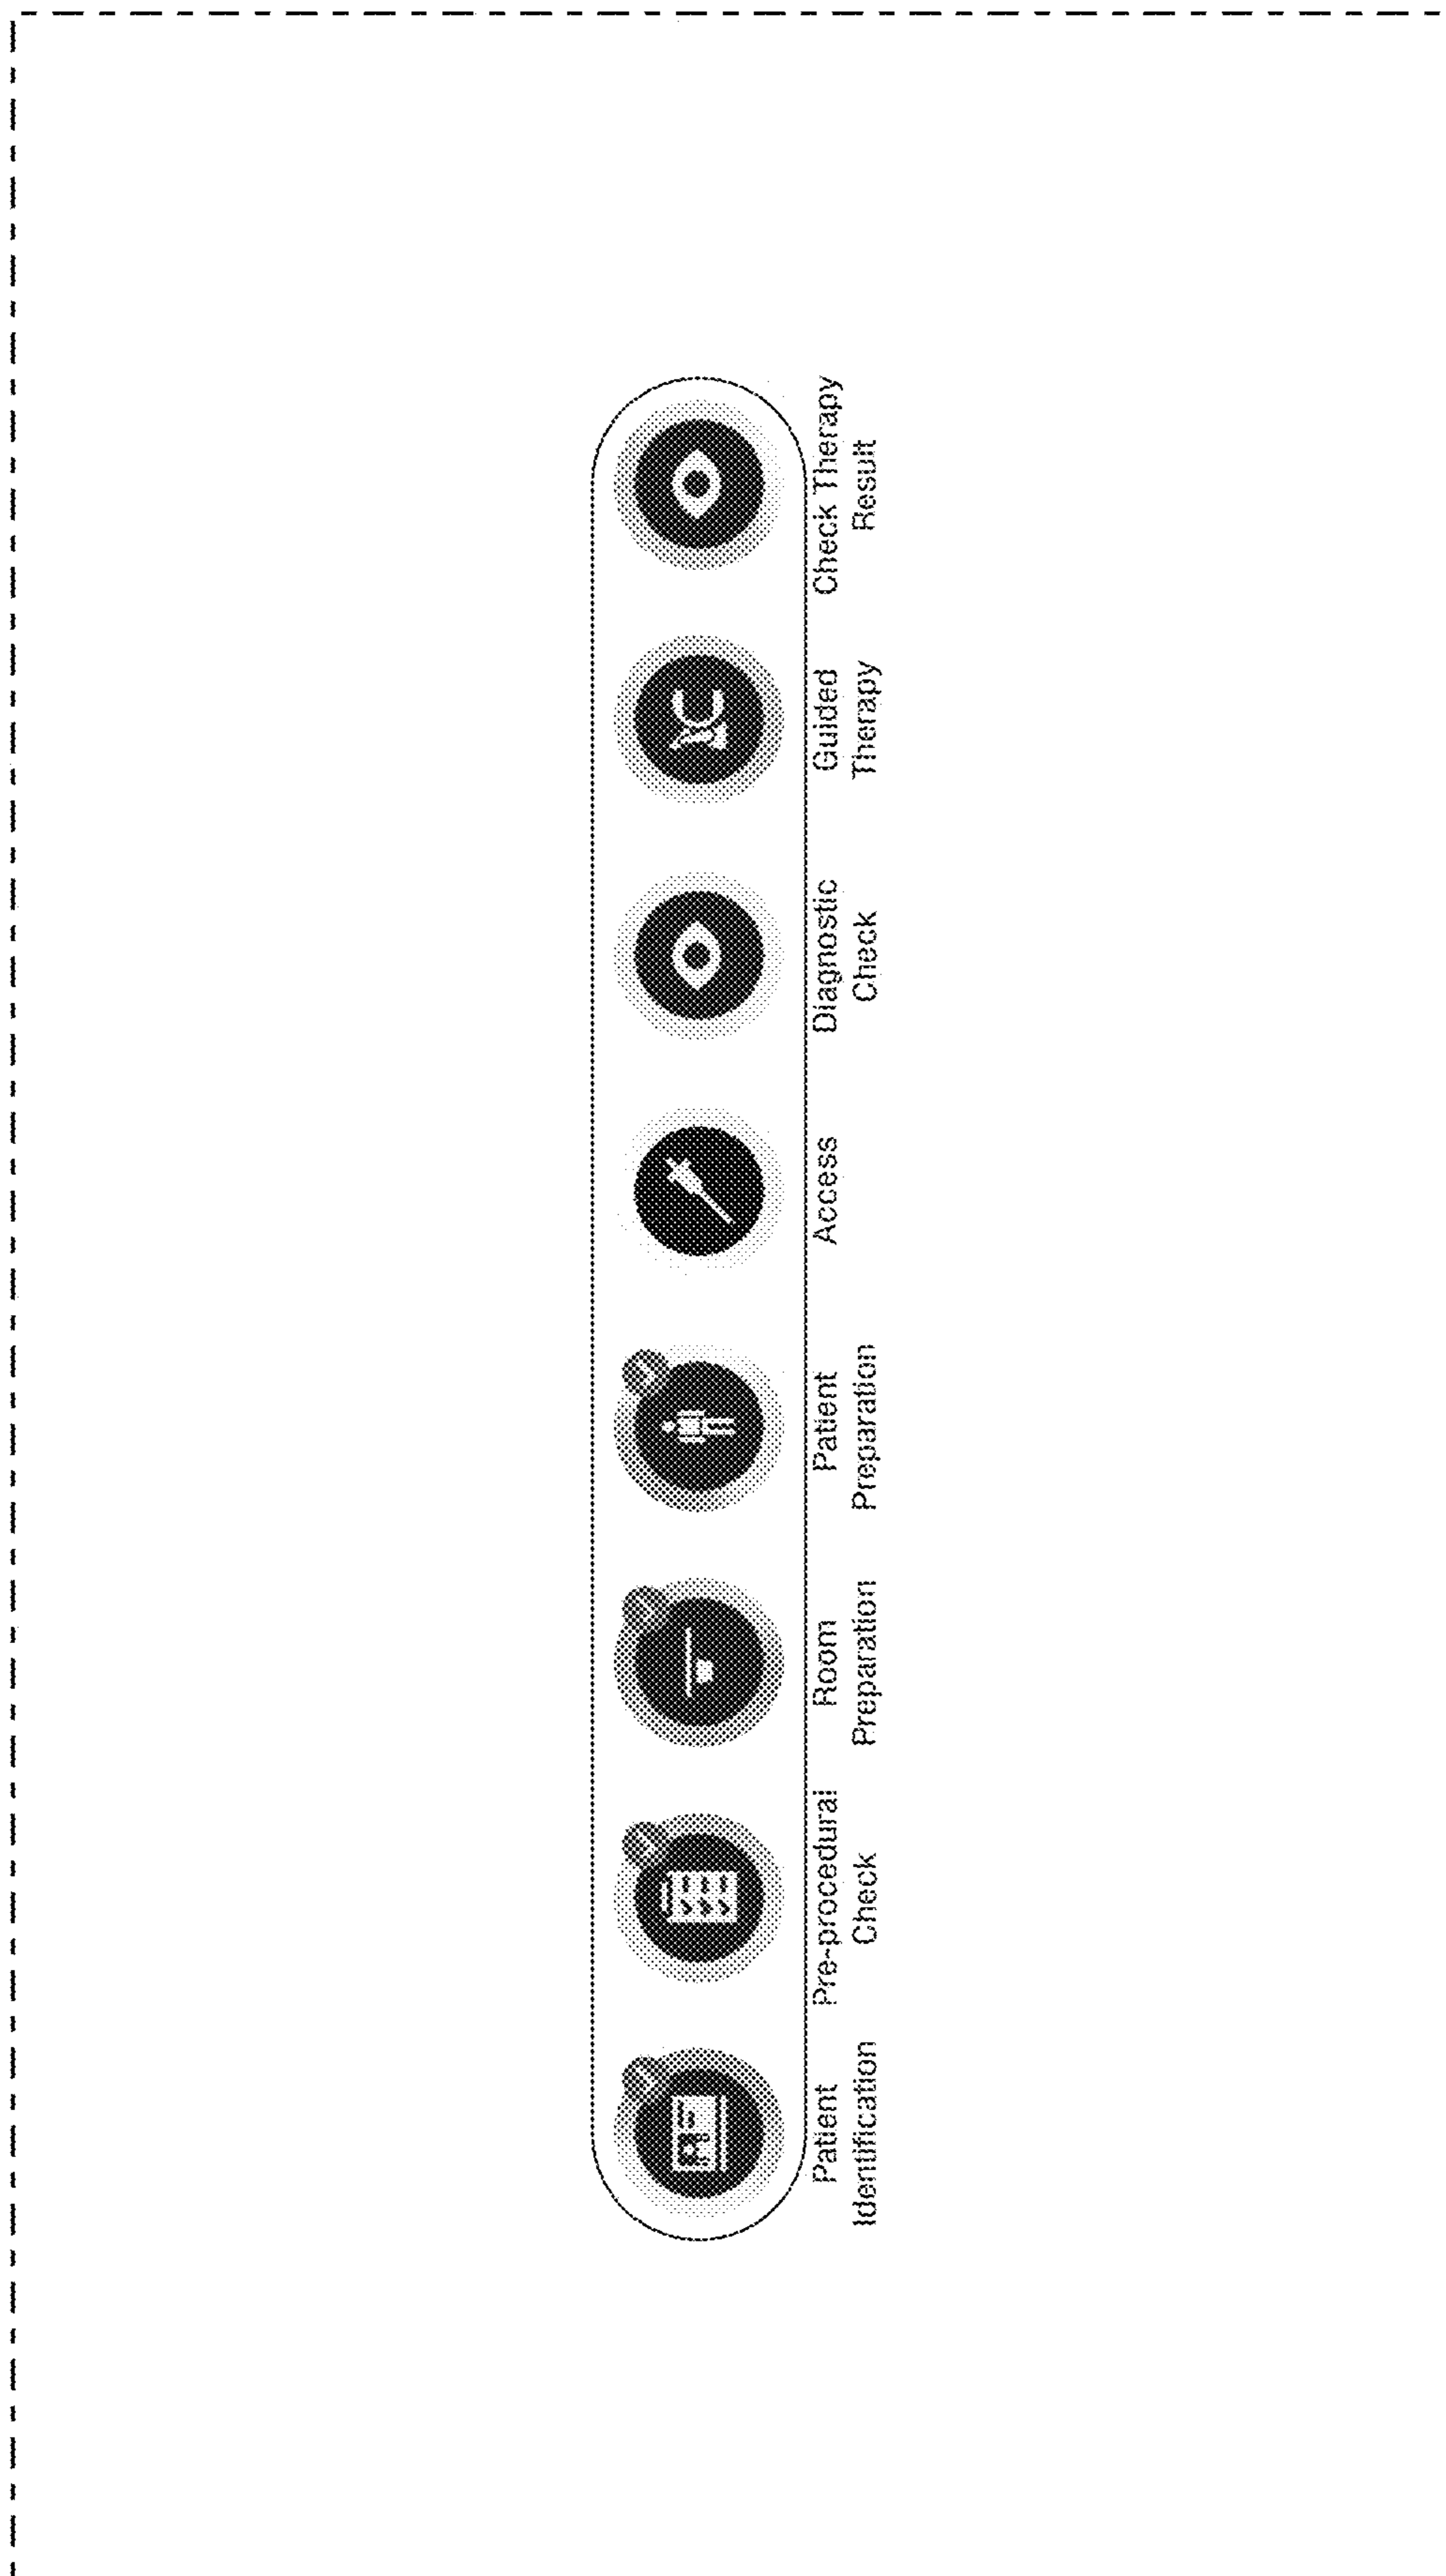 Patient
Identification
Pre-procedural
Check
Room
Preparation
Patient
Preparation
Access
Diagnostic
Check
Guided
Therapy
Check Therapy
Result